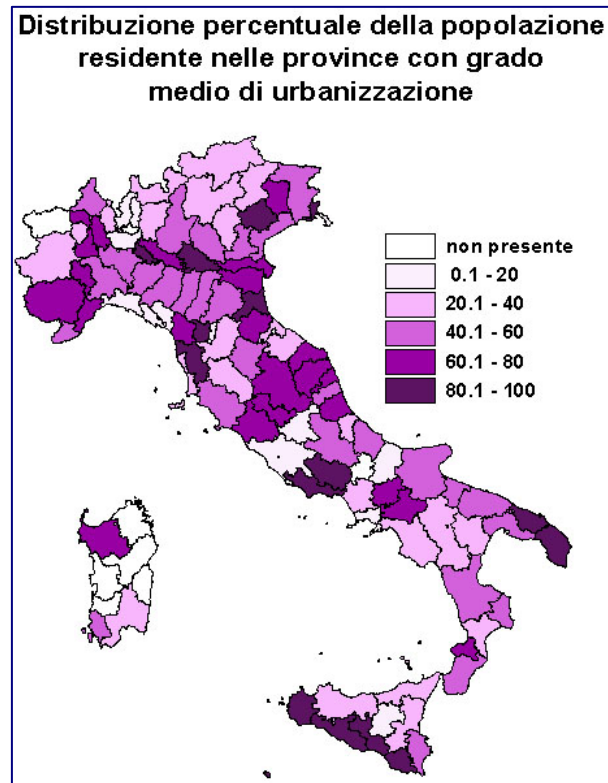 Distribuzione percentuale della popolazione
residente nelle province con grado
medio di urbanizzazione
non presente
0.1 - 20
20.1 - 40
40.1 - 60
60.1 - 80
80.1 - 100